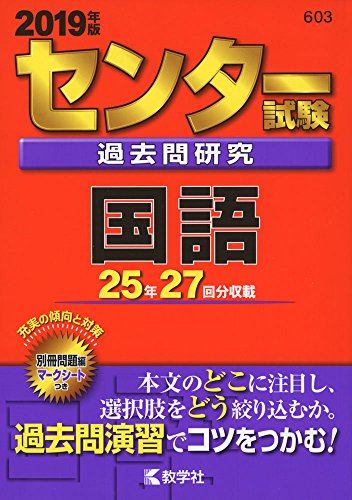 2019年版
603
センター試験
過去問研究
国語
25年27回分収載
充実の傾向と対策
別冊問題編
マークシート
つき
本文のどこに注目し、
選択肢をどう絞り込むか。
過去問演習でコツをつかむ!
教学社